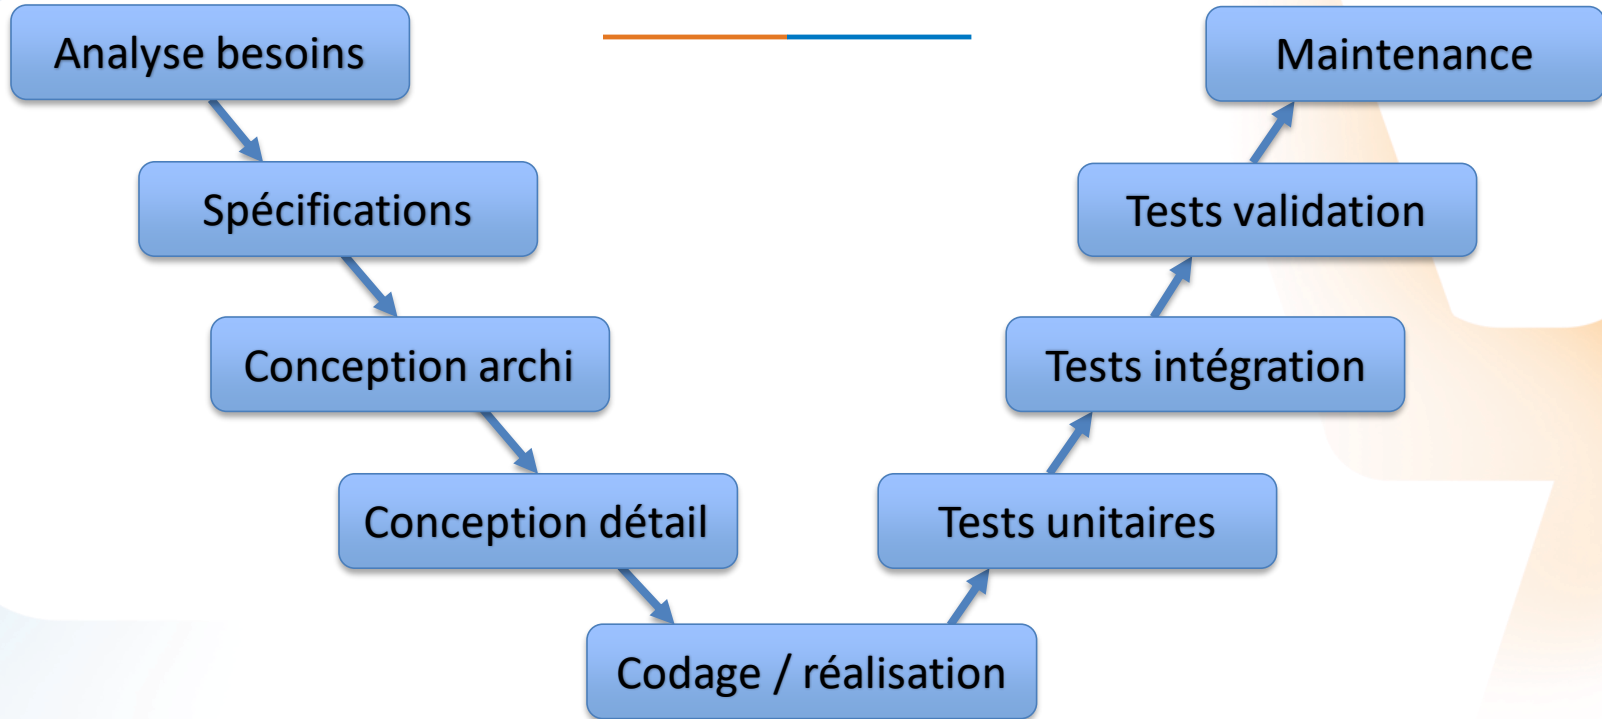 Analyse besoins
Maintenance
Spécifications
Tests validation
Conception archi
Tests intégration
Conception détail
Tests unitaires
Codage / réalisation